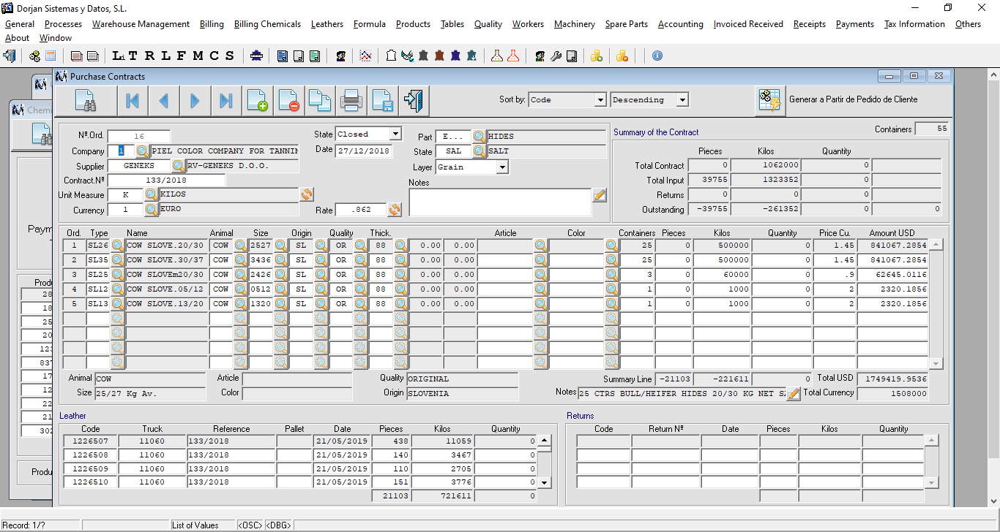 Dorjan Sistemas y Datos, S.L.
General Processes Warehouse Management Billing Billing Chemicals Leathers Formula Products Tables Quality Workers Machinery Spare Parts Accounting Invoiced Received Receipts Payments Tax Information Others
About Window
Li T R L F M C S
Purchase Contracts
Chemi
Sort by: Code Descending Generar a Partir de Pedido de Cliente
Nº.Ord. 16 State Closed Part E... HIDES Summary of the Contract Containers 55
Company 1 PIEL COLOR COMPANY FOR TANNIN Date 27/12/2018 State SAL SALT Pieces Kilos Quantity
Supplier GENEKS RV-GENEKS D.O.O. Layer Grain Total Contract 0 1062000 0
Contract.Nº 133/2018 Notes Total Input 39755 1323352 0
Unit Measure K KILOS Returns 0 0 0
Currency 1 EURO Rate .862 Outstanding -39755 -261352 0 0
Paym
Ord. Type Name Animal Size Origin Quality Thick. Article Color Containers Pieces Kilos Quantity Price Cu. Amount USD
1 SL26 COW SLOVE.20/30 COW 2527 SL OR 88 0.00 0.00 25 0 500000 0 1.45 841067.2854
2 SL35 COW SLOVE.30/37 COW 3436 SL OR 88 0.00 0.00 25 0 500000 0 1.45 841067.2854
3 SL25 COW SLOVEm20/30 COW 2426 SL OR 88 0.00 0.00 3 0 60000 0 .9 62645.0116
4 SL12 COW SLOVE.05/12 COW 0512 SL OR 88 0.00 0.00 1 0 1000 0 2 2320.1856
5 SL13 COW SLOVE.13/20 COW 1320 SL OR 88 0.00 0.00 1 0 1000 0 2 2320.1856
Produ
28
18
25
20
123
837
17
12
22
21
302
Produ
Animal COW Article Quality ORIGINAL Summary Line -21103 -221611 0 Total USD 1749419.9536
Size 25/27 Kg Av. Color Origin SLOVENIA Notes 25 CTRS BULL/HEIFER HIDES 20/30 KG NET Total Currency 1508000
Leather Returns
Code Truck Reference Pallet Date Pieces Kilos Quantity Code Return Nº Date Pieces Kilos Quantity
1226507 11060 133/2018 21/05/2019 438 11059 0
1226508 11060 133/2018 21/05/2019 140 3467 0
1226509 11060 133/2018 21/05/2019 110 2705 0
1226510 11060 133/2018 21/05/2019 151 3776 0
21103 721611 0
Record: 1/? List of Values <OSC> <DBG>